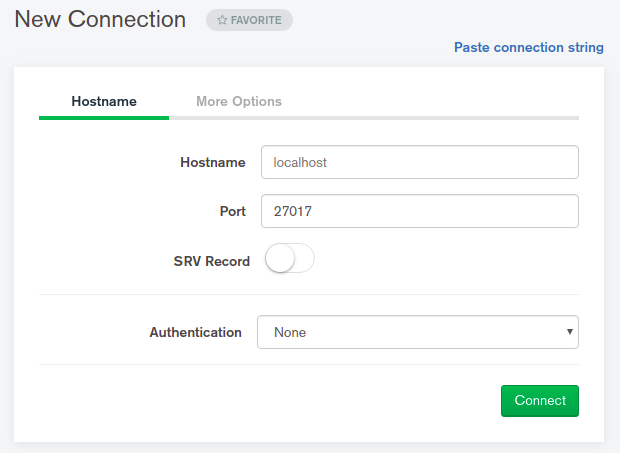 New Connection FAVORITE
Paste connection string
Hostname More Options
Hostname localhost
Port 27017
SRV Record
Authentication None
Connect